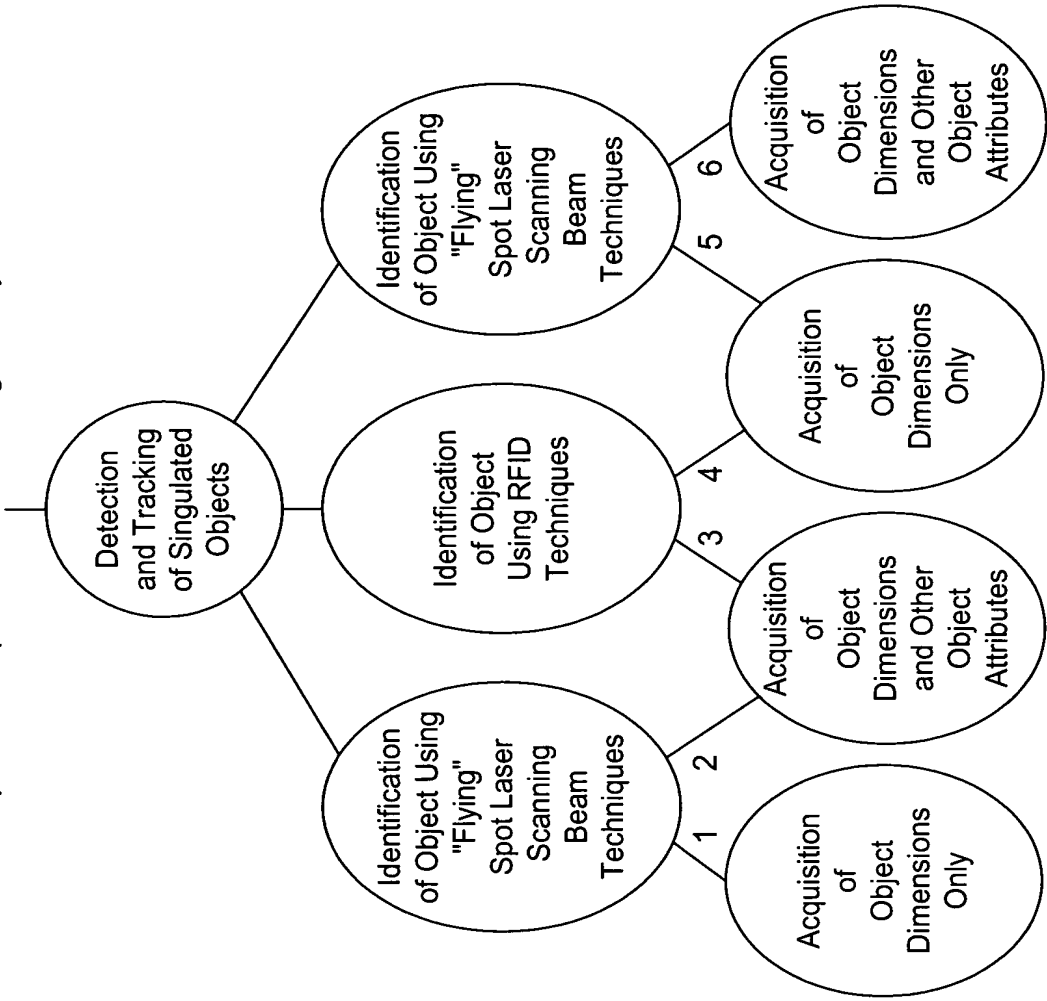 Detection
and Tracking
of Singulated
Objects
Identification
of Object Using
"Flying"
Spot Laser
Scanning
Beam
Techniques
Identification
of Object
Using RFID
Techniques
Identification
of Object Using
"Flying"
Spot Laser
Scanning
Beam
Techniques
1
2
3
4
5
6
Acquisition
of
Object
Dimensions
Only
Acquisition
of
Object
Dimensions
and Other
Object
Attributes
Acquisition
of
Object
Dimensions
Only
Acquisition
of
Object
Dimensions
and Other
Object
Attributes